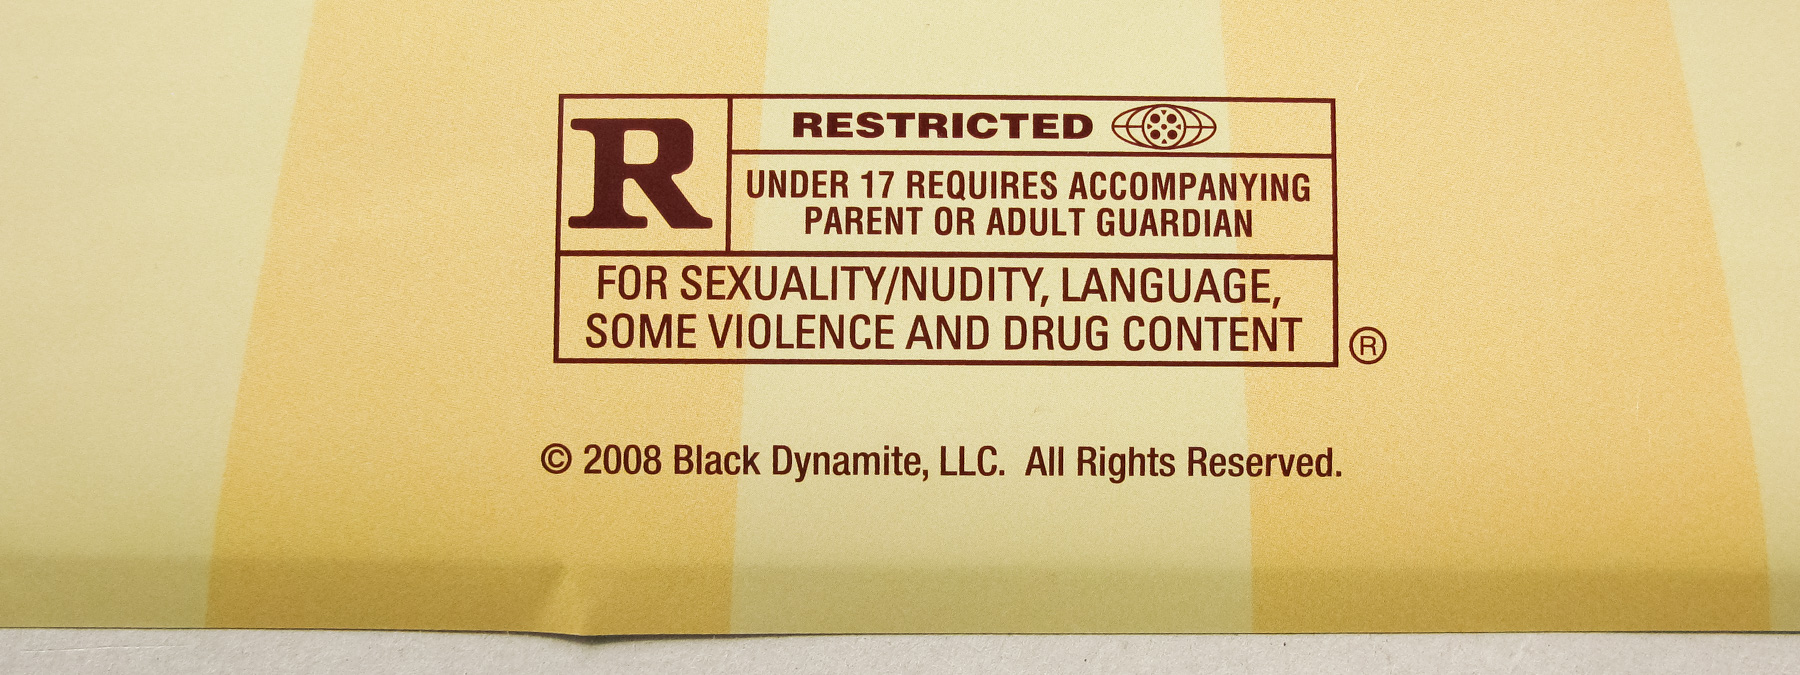 R
RESTRICTED
UNDER 17 REQUIRES ACCOMPANYING
PARENT OR ADULT GUARDIAN
FOR SEXUALITY/NUDITY, LANGUAGE,
SOME VIOLENCE AND DRUG CONTENT
®
© 2008 Black Dynamite, LLC.  All Rights Reserved.